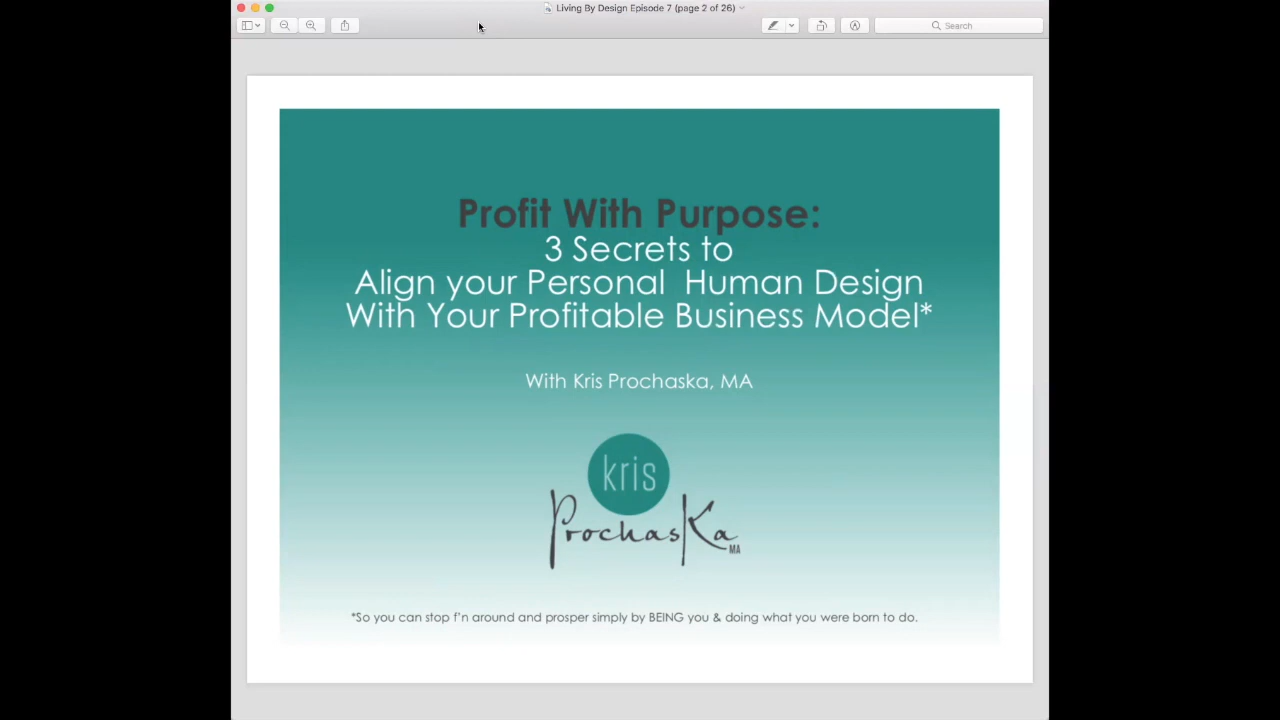 Living By Design Episode 7 (page 2 of 26)
Search
Profit With Purpose:
3 Secrets to
Align your Personal Human Design
With Your Profitable Business Model*
With Kris Prochaska, MA
kris
ProchasKa
MA
*So you can stop f'n around and prosper simply by BEING you & doing what you were born to do.